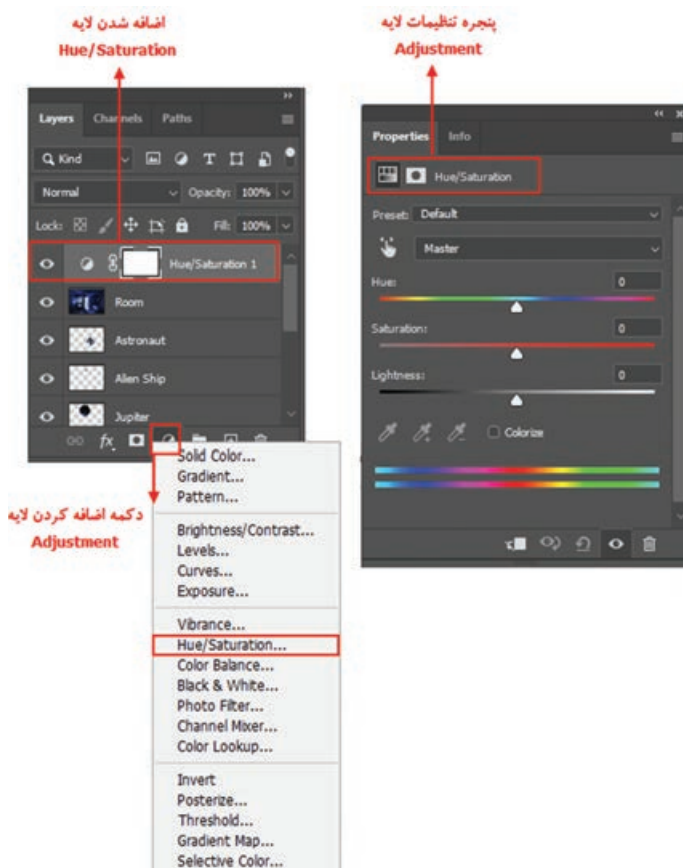 اضافه شدن لایه
Hue/Saturation
پنجره تنظیمات لایه
Adjustment
Layers Channels Paths
Kind
Normal Opacity: 100%
Lock: Fill: 100%
Hue/Saturation 1
Room
Astronaut
Alien Ship
Jupiter
fx
دکمه اضافه کردن لایه
Adjustment
Solid Color...
Gradient...
Pattern...
Brightness/Contrast...
Levels...
Curves...
Exposure...
Vibrance...
Hue/Saturation...
Color Balance...
Black & White...
Photo Filter...
Channel Mixer...
Color Lookup...
Invert
Posterize...
Threshold...
Gradient Map...
Selective Color...
Properties Info
Hue/Saturation
Preset: Default
Master
Hue: 0
Saturation: 0
Lightness: 0
Colorize